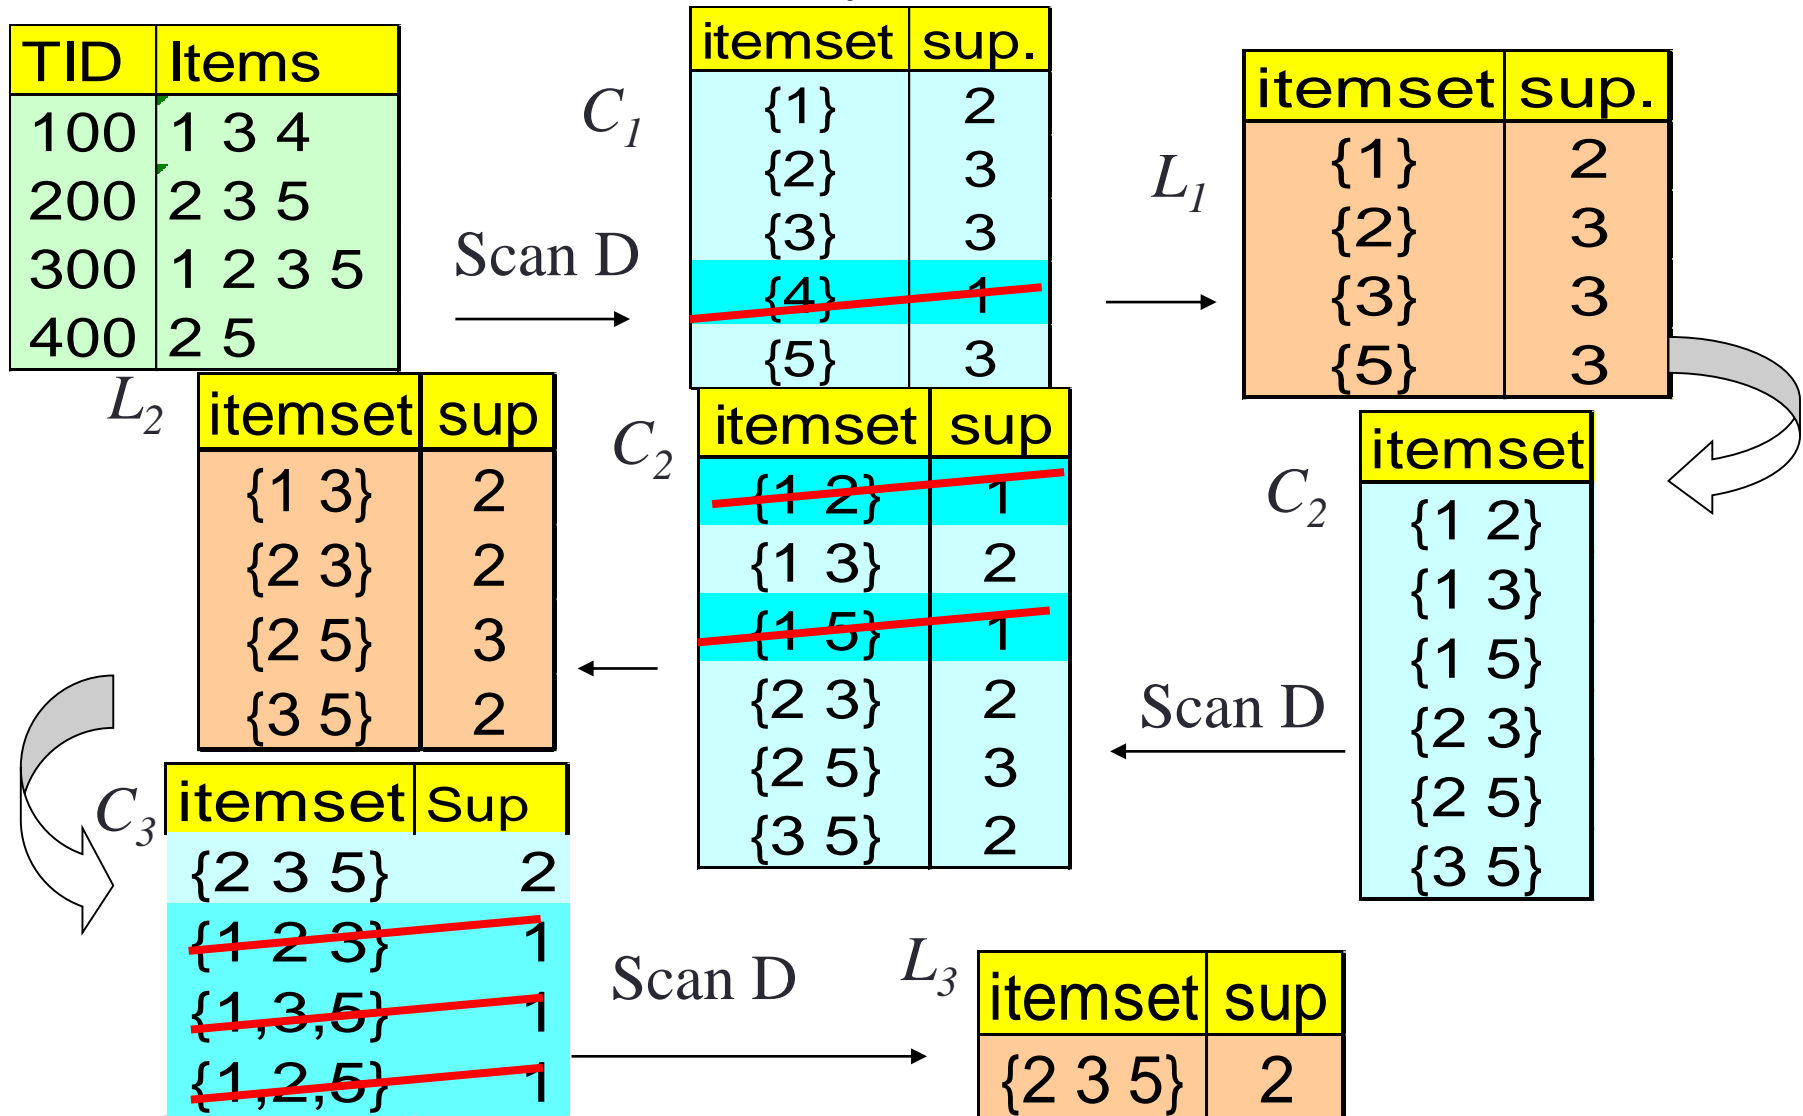 TID Items
100 1 3 4
200 2 3 5
300 1 2 3 5
400 2 5
Scan D
C1
itemset sup.
{1} 2
{2} 3
{3} 3
{4} 1
{5} 3
L1
itemset sup.
{1} 2
{2} 3
{3} 3
{5} 3
C2
itemset
{1 2}
{1 3}
{1 5}
{2 3}
{2 5}
{3 5}
Scan D
C2
itemset sup
{1 2} 1
{1 3} 2
{1 5} 1
{2 3} 2
{2 5} 3
{3 5} 2
L2
itemset sup
{1 3} 2
{2 3} 2
{2 5} 3
{3 5} 2
C3
itemset Sup
{2 3 5} 2
{1 2 3} 1
{1,3,5} 1
{1,2,5} 1
Scan D
L3
itemset sup
{2 3 5} 2